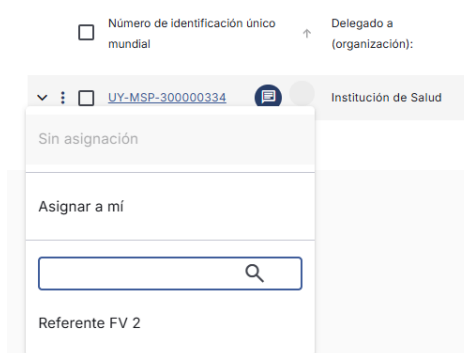 Número de identificación único
mundial
Delegado a
(organización):
UY-MSP-300000334
Institución de Salud
Sin asignación
Asignar a mí
Referente FV 2